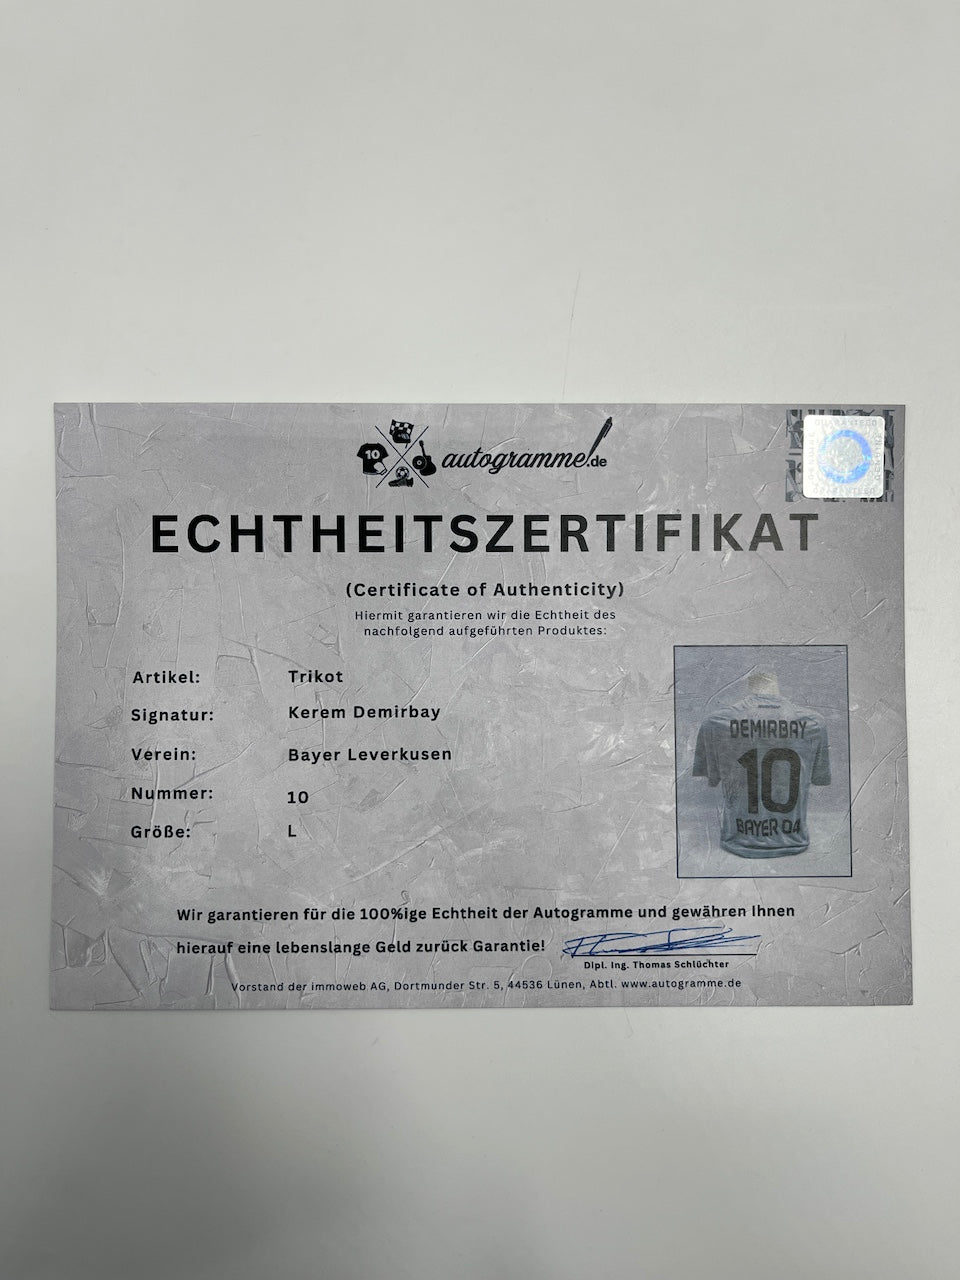 10
autogramme.de
GUARANTEED
ECHTHEITSZERTIFIKAT
(Certificate of Authenticity)
Hiermit garantieren wir die Echtheit des
nachfolgend aufgeführten Produktes:
Artikel: Trikot
Signatur: Kerem Demirbay
Verein: Bayer Leverkusen
Nummer: 10
Größe: L
DEMIRBAY
10
BAYER 04
Wir garantieren für die 100%ige Echtheit der Autogramme und gewähren Ihnen
hierauf eine lebenslange Geld zurück Garantie!
Dipl. Ing. Thomas Schlüchter
Vorstand der immoweb AG, Dortmunder Str. 5, 44536 Lünen, Abtl. www.autogramme.de